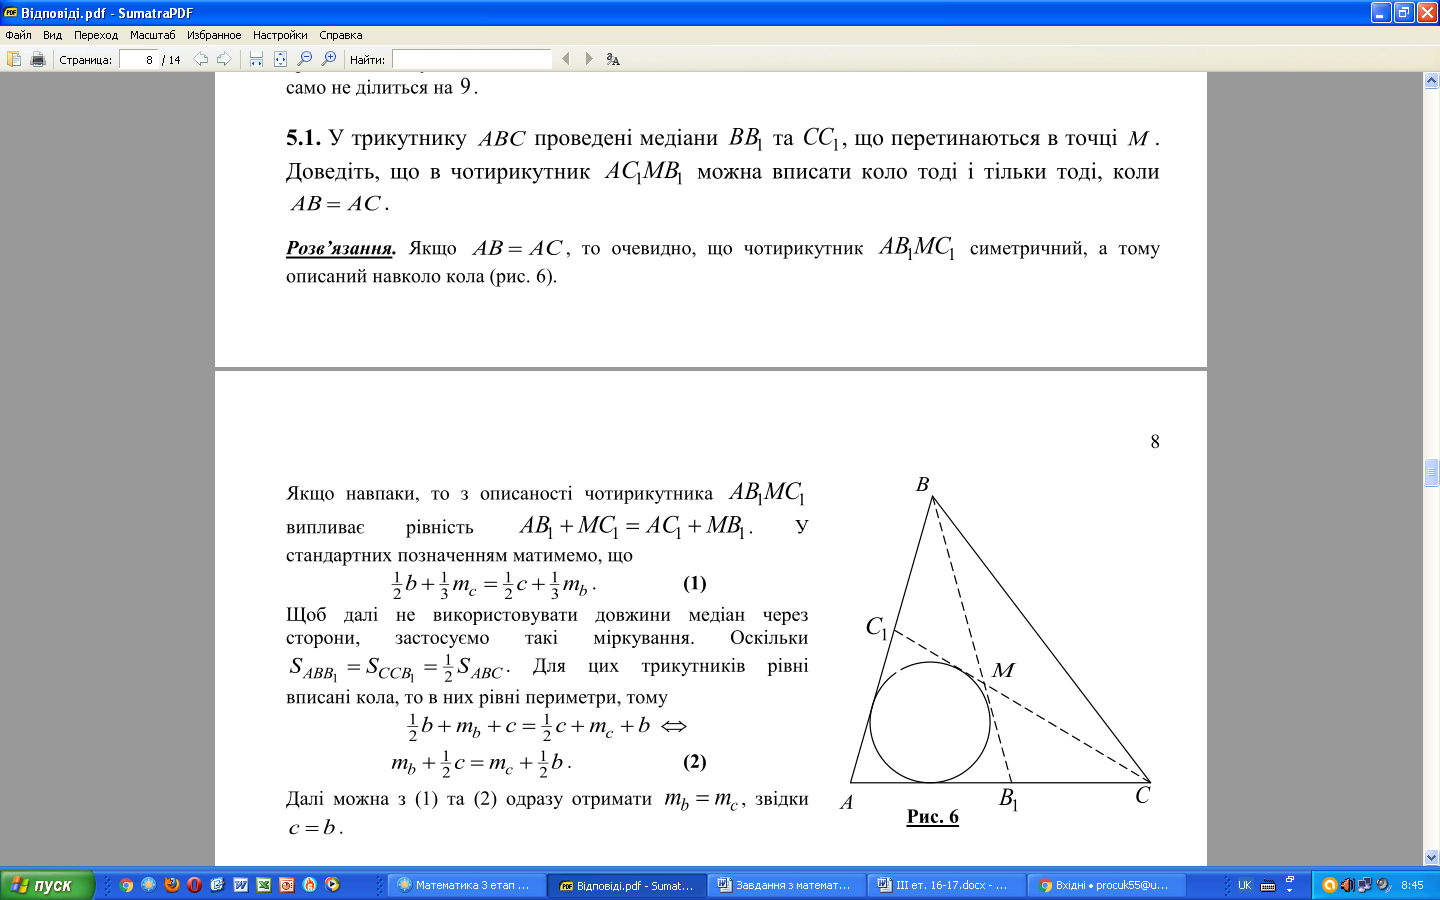 Відповіді.pdf - SumatraPDF
Файл Вид Переход Масштаб Избранное Настройки Справка
Страница: 8 / 14 Найти:
само не ділиться на 9.
5.1. У трикутнику ABC проведені медіани BB₁ та CC₁, що перетинаються в точці M.
Доведіть, що в чотирикутник AC₁MB₁ можна вписати коло тоді і тільки тоді, коли
AB = AC.
Розв’язання. Якщо AB = AC, то очевидно, що чотирикутник AB₁MC₁ симетричний, а тому
описаний навколо кола (рис. 6).
8
Якщо навпаки, то з описаності чотирикутника AB₁MC₁
випливає рівність AB₁ + MC₁ = AC₁ + MB₁. У
стандартних позначенням матимемо, що
½b + ⅓m_c = ½c + ⅓m_b. (1)
Щоб далі не використовувати довжини медіан через
сторони, застосуємо такі міркування. Оскільки
S_ABB₁ = S_CCB₁ = ½S_ABC. Для цих трикутників рівні
вписані кола, то в них рівні периметри, тому
½b + m_b + c = ½c + m_c + b ⇔
m_b + ½c = m_c + ½b. (2)
Далі можна з (1) та (2) одразу отримати m_b = m_c, звідки
c = b.
B
C₁
M
A
B₁
C
Рис. 6
пуск
Математика 3 етап ...
Відповіді.pdf - Sumat...
Завдання з математ...
III ет. 16-17.docx - ...
Вхідні • procuk55@u...
UK
8:45